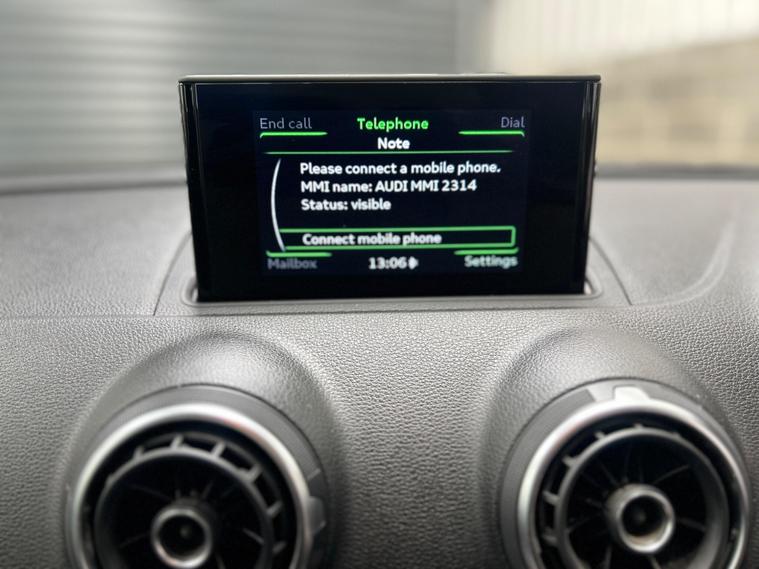 End call Telephone Dial
Note
Please connect a mobile phone.
MMI name: AUDI MMI 2314
Status: visible
Connect mobile phone
Mailbox 13:06 Settings